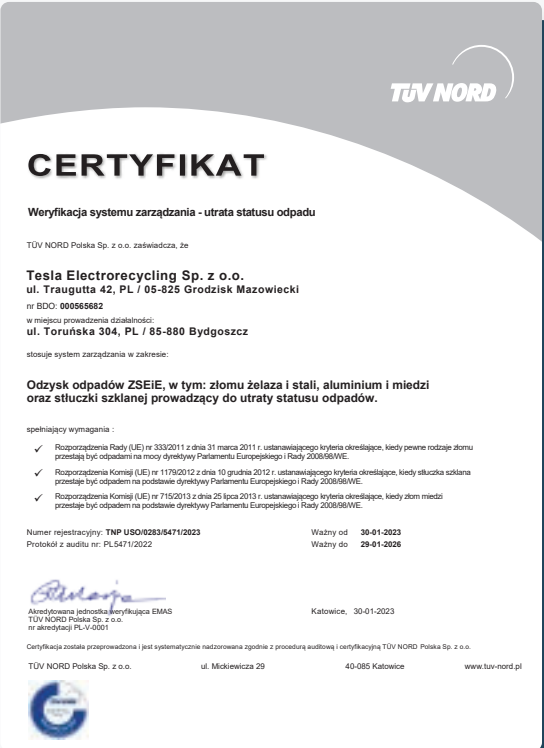 TÜV NORD
CERTYFIKAT
Weryfikacja systemu zarządzania - utrata statusu odpadu
TÜV NORD Polska Sp. z o.o. zaświadcza, że
Tesla Electrorecycling Sp. z o.o.
ul. Traugutta 42, PL / 05-825 Grodzisk Mazowiecki
nr BDO: 000565682
w miejscu prowadzenia działalności:
ul. Toruńska 304, PL / 85-880 Bydgoszcz
stosuje system zarządzania w zakresie:
Odzysk odpadów ZSEiE, w tym: złomu żelaza i stali, aluminium i miedzi
oraz stłuczki szklanej prowadzący do utraty statusu odpadów.
spełniający wymagania :
✓ Rozporządzenia Rady (UE) nr 333/2011 z dnia 31 marca 2011 r. ustanawiającego kryteria określające, kiedy pewne rodzaje złomu
przestają być odpadami na mocy dyrektywy Parlamentu Europejskiego i Rady 2008/98/WE.
✓ Rozporządzenia Komisji (UE) nr 1179/2012 z dnia 10 grudnia 2012 r. ustanawiającego kryteria określające, kiedy stłuczka szklana
przestaje być odpadem na podstawie dyrektywy Parlamentu Europejskiego i Rady 2008/98/WE.
✓ Rozporządzenia Komisji (UE) nr 715/2013 z dnia 25 lipca 2013 r. ustanawiającego kryteria określające, kiedy złom miedzi
przestaje być odpadem na podstawie dyrektywy Parlamentu Europejskiego i Rady 2008/98/WE.
Numer rejestracyjny: TNP USO/0283/5471/2023 Ważny od 30-01-2023
Protokół z auditu nr: PL5471/2022 Ważny do 29-01-2026
Akredytowana jednostka weryfikująca EMAS Katowice, 30-01-2023
TÜV NORD Polska Sp. z o.o.
nr akredytacji PL-V-0001
Certyfikacja została przeprowadzona i jest systematycznie nadzorowana zgodnie z procedurą auditową i certyfikacyjną TÜV NORD Polska Sp. z o.o.
TÜV NORD Polska Sp. z o.o. ul. Mickiewicza 29 40-085 Katowice www.tuv-nord.pl